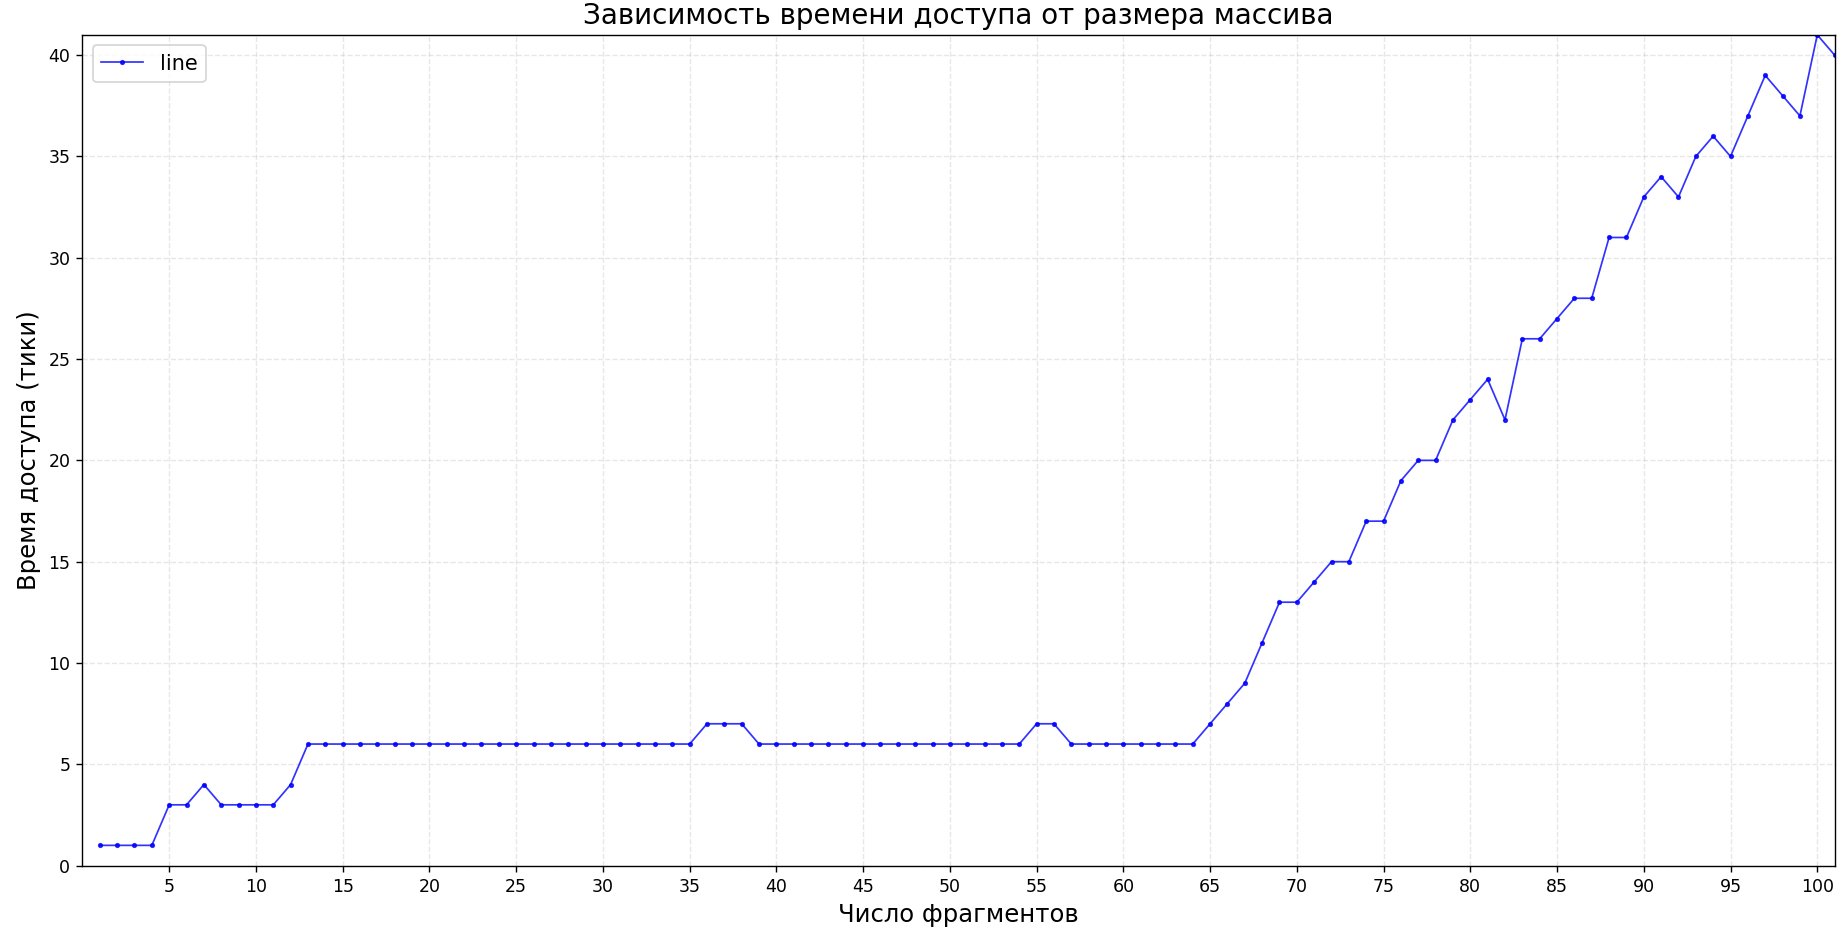 Зависимость времени доступа от размера массива
line
Время доступа (тики)
40
35
30
25
20
15
10
5
0
5 10 15 20 25 30 35 40 45 50 55 60 65 70 75 80 85 90 95 100
Число фрагментов